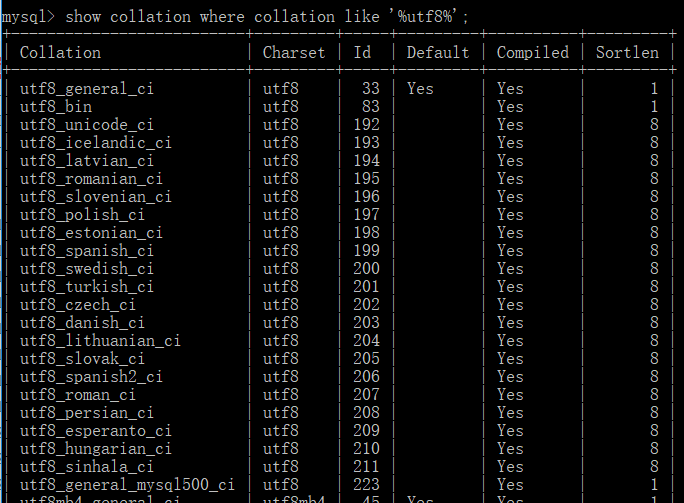 mysql> show collation where collation like '%utf8%';
| Collation | Charset | Id | Default | Compiled | Sortlen |
| utf8_general_ci | utf8 | 33 | Yes | Yes | 1 |
| utf8_bin | utf8 | 83 | | Yes | 1 |
| utf8_unicode_ci | utf8 | 192 | | Yes | 8 |
| utf8_icelandic_ci | utf8 | 193 | | Yes | 8 |
| utf8_latvian_ci | utf8 | 194 | | Yes | 8 |
| utf8_romanian_ci | utf8 | 195 | | Yes | 8 |
| utf8_slovenian_ci | utf8 | 196 | | Yes | 8 |
| utf8_polish_ci | utf8 | 197 | | Yes | 8 |
| utf8_estonian_ci | utf8 | 198 | | Yes | 8 |
| utf8_spanish_ci | utf8 | 199 | | Yes | 8 |
| utf8_swedish_ci | utf8 | 200 | | Yes | 8 |
| utf8_turkish_ci | utf8 | 201 | | Yes | 8 |
| utf8_czech_ci | utf8 | 202 | | Yes | 8 |
| utf8_danish_ci | utf8 | 203 | | Yes | 8 |
| utf8_lithuanian_ci | utf8 | 204 | | Yes | 8 |
| utf8_slovak_ci | utf8 | 205 | | Yes | 8 |
| utf8_spanish2_ci | utf8 | 206 | | Yes | 8 |
| utf8_roman_ci | utf8 | 207 | | Yes | 8 |
| utf8_persian_ci | utf8 | 208 | | Yes | 8 |
| utf8_esperanto_ci | utf8 | 209 | | Yes | 8 |
| utf8_hungarian_ci | utf8 | 210 | | Yes | 8 |
| utf8_sinhala_ci | utf8 | 211 | | Yes | 8 |
| utf8_general_mysql500_ci | utf8 | 223 | | Yes | 1 |
| utf8mb4_general_ci | utf8mb4 | 45 | Yes | Yes | 1 |